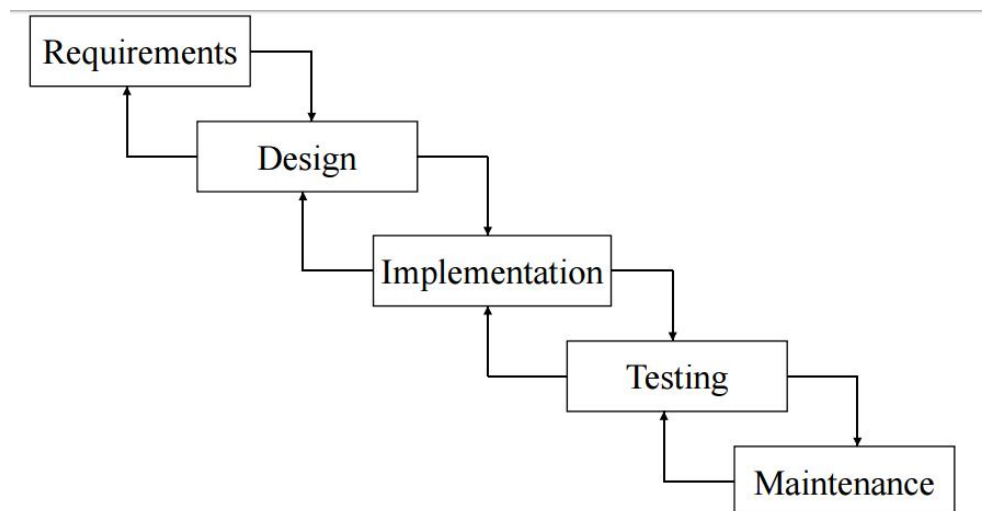 Requirements
Design
Implementation
Testing
Maintenance